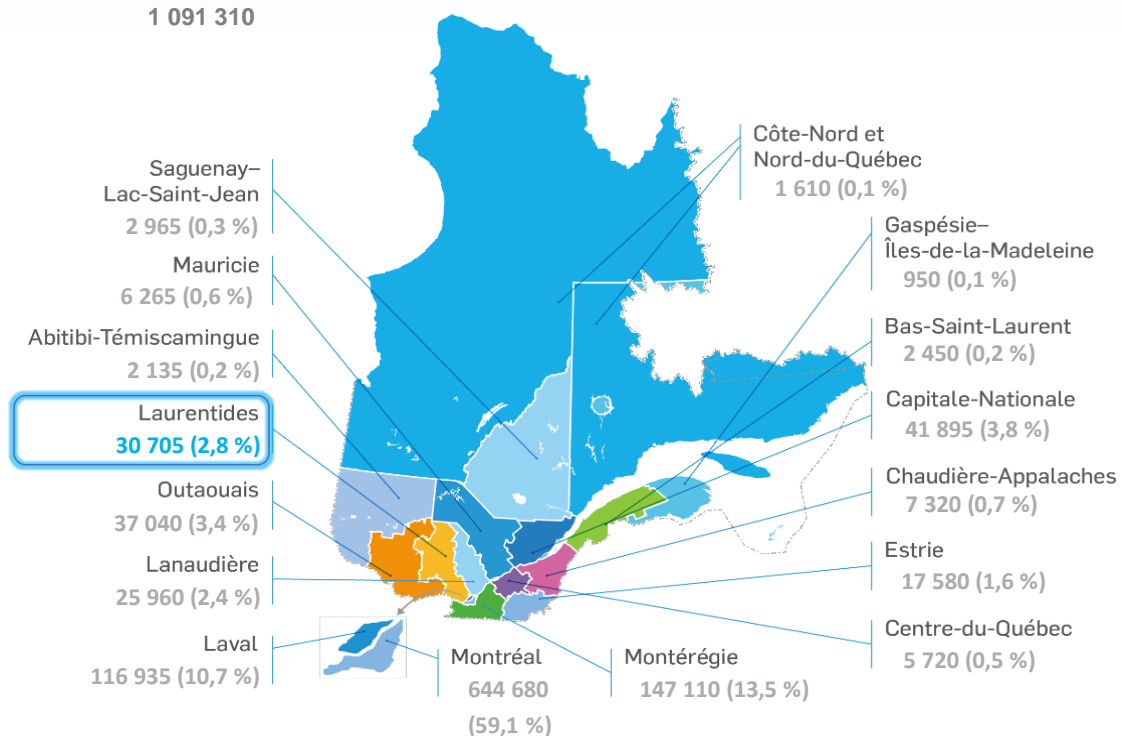 1 091 310
Saguenay–
Lac-Saint-Jean
2 965 (0,3 %)
Mauricie
6 265 (0,6 %)
Abitibi-Témiscamingue
2 135 (0,2 %)
Laurentides
30 705 (2,8 %)
Outaouais
37 040 (3,4 %)
Lanaudière
25 960 (2,4 %)
Laval
116 935 (10,7 %)
Montréal
644 680
(59,1 %)
Montérégie
147 110 (13,5 %)
Côte-Nord et
Nord-du-Québec
1 610 (0,1 %)
Gaspésie–
Îles-de-la-Madeleine
950 (0,1 %)
Bas-Saint-Laurent
2 450 (0,2 %)
Capitale-Nationale
41 895 (3,8 %)
Chaudière-Appalaches
7 320 (0,7 %)
Estrie
17 580 (1,6 %)
Centre-du-Québec
5 720 (0,5 %)